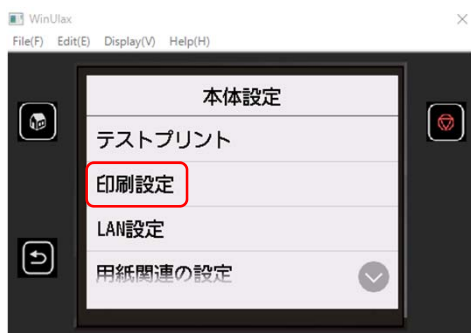 WinUlax
File(F) Edit(E) Display(V) Help(H)
本体設定
テストプリント
印刷設定
LAN設定
用紙関連の設定